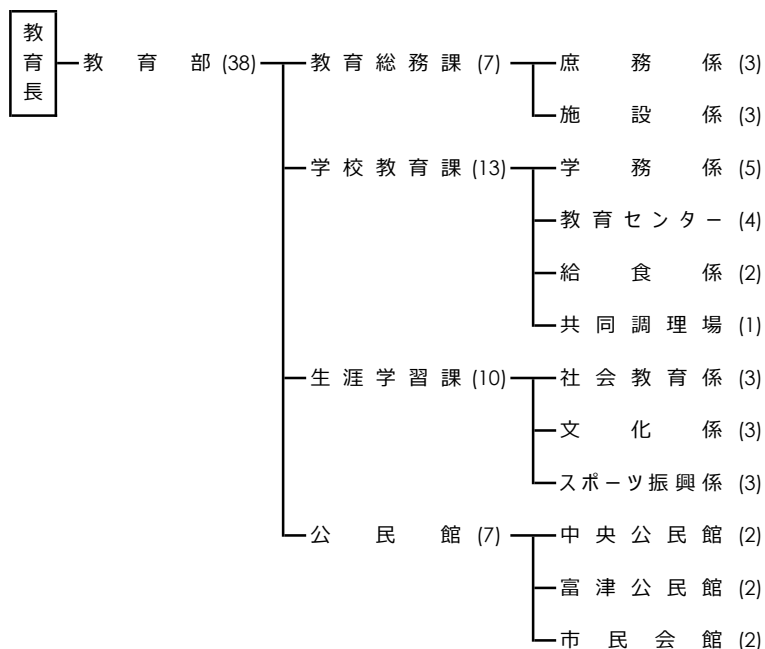 教育長
教育部 (38) 教育総務課 (7) 庶務係 (3)
施設係 (3)
学校教育課 (13) 学務係 (5)
教育センター (4)
給食係 (2)
共同調理場 (1)
生涯学習課 (10) 社会教育係 (3)
文化係 (3)
スポーツ振興係 (3)
公民館 (7) 中央公民館 (2)
富津公民館 (2)
市民会館 (2)